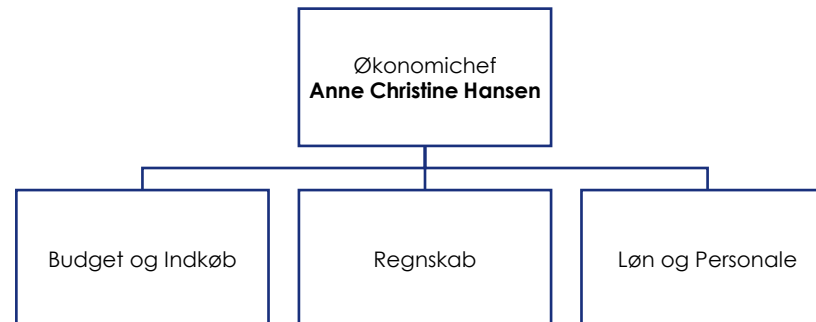 Økonomichef
Anne Christine Hansen
Budget og Indkøb
Regnskab
Løn og Personale